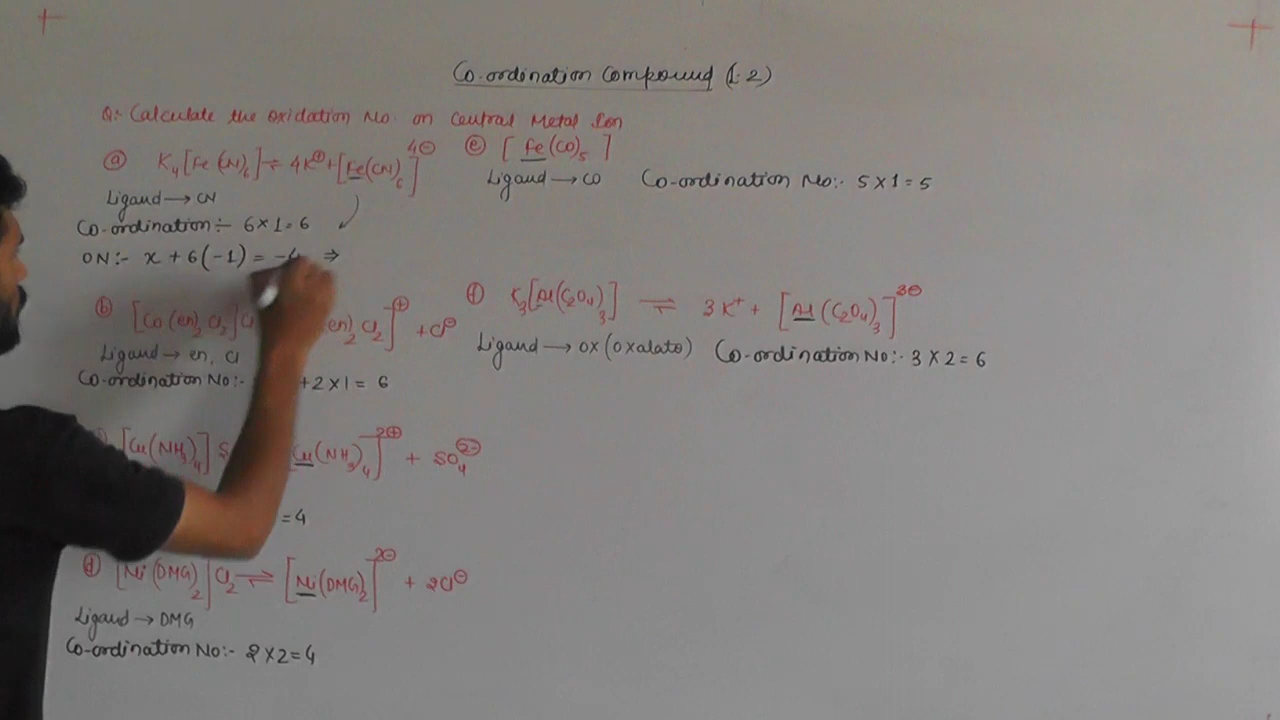 Co-ordination Compound (L-2)
Q:- Calculate the oxidation No. on Central Metal Ion
ⓐ K₄[Fe(CN)₆] ⇌ 4K⊕ + [Fe(CN)₆]4⊖
Ligand → CN
Co-ordination :- 6×1=6
ON:- x + 6(-1) = -4 ⇒
ⓑ [Co(en)₂Cl₂] en)₂Cl₂]⊕ + Cl⊖
Ligand → en, Cl
Co-ordination No:- +2×1= 6
[Cu(NH₃)₄] S [Cu(NH₃)₄]2⊕ + SO₄2-
=4
ⓓ [Ni(DMG)₂]Cl₂ ⇌ [Ni(DMG)₂]2⊖ + 2Cl⊖
Ligand → DMG
Co-ordination No:- 2×2=4
ⓔ [Fe(CO)₅]
Ligand → CO Co-ordination No:- 5×1=5
ⓕ K₃[Al(C₂O₄)₃] ⇌ 3K⁺ + [Al(C₂O₄)₃]3⊖
Ligand → OX (Oxalato) Co-ordination No:- 3×2=6